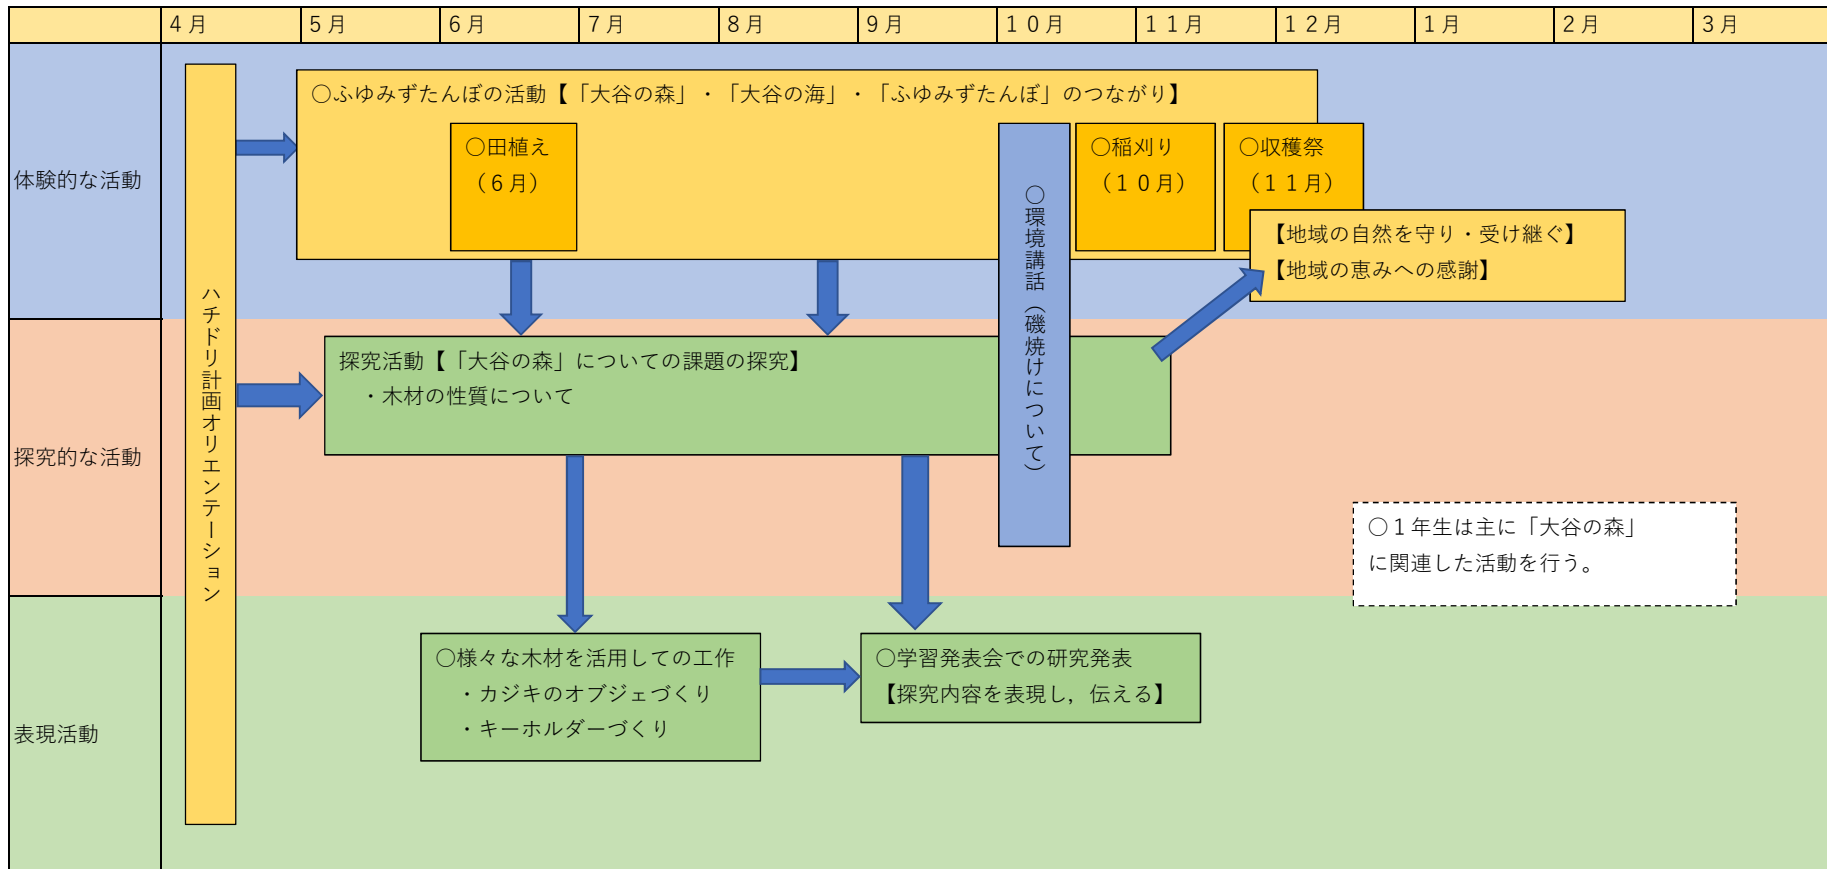 ４月 ５月 ６月 ７月 ８月 ９月 １０月 １１月 １２月 １月 ２月 ３月
体験的な活動
ハチドリ計画オリエンテーション
○ふゆみずたんぼの活動【「大谷の森」・「大谷の海」・「ふゆみずたんぼ」のつながり】
○田植え
（６月）
○環境講話（磯焼けについて）
○稲刈り
（１０月）
○収穫祭
（１１月）
【地域の自然を守り・受け継ぐ】
【地域の恵みへの感謝】
探究的な活動
探究活動【「大谷の森」についての課題の探究】
・木材の性質について
○１年生は主に「大谷の森」
に関連した活動を行う。
表現活動
○様々な木材を活用しての工作
・カジキのオブジェづくり
・キーホルダーづくり
○学習発表会での研究発表
【探究内容を表現し，伝える】